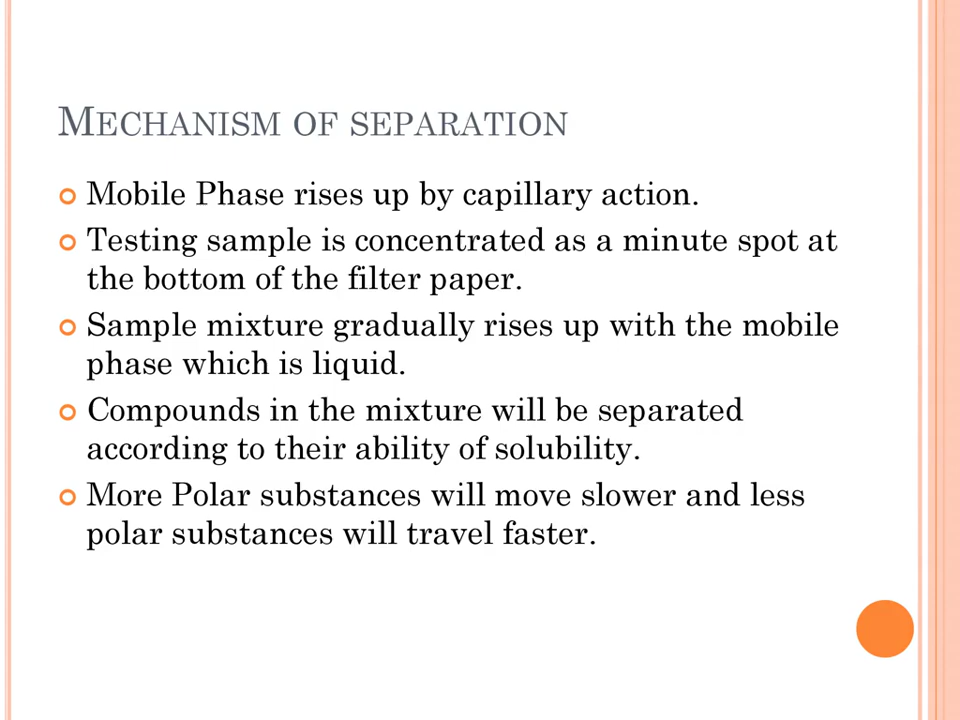 Mechanism of separation
Mobile Phase rises up by capillary action.
Testing sample is concentrated as a minute spot at
the bottom of the filter paper.
Sample mixture gradually rises up with the mobile
phase which is liquid.
Compounds in the mixture will be separated
according to their ability of solubility.
More Polar substances will move slower and less
polar substances will travel faster.